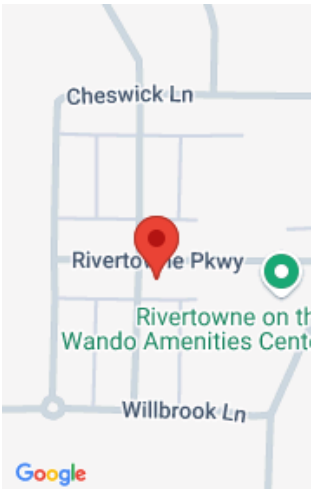 Cheswick Ln
Rivertowne Pkwy
Rivertowne on th
Wando Amenities Cente
Willbrook Ln
Google